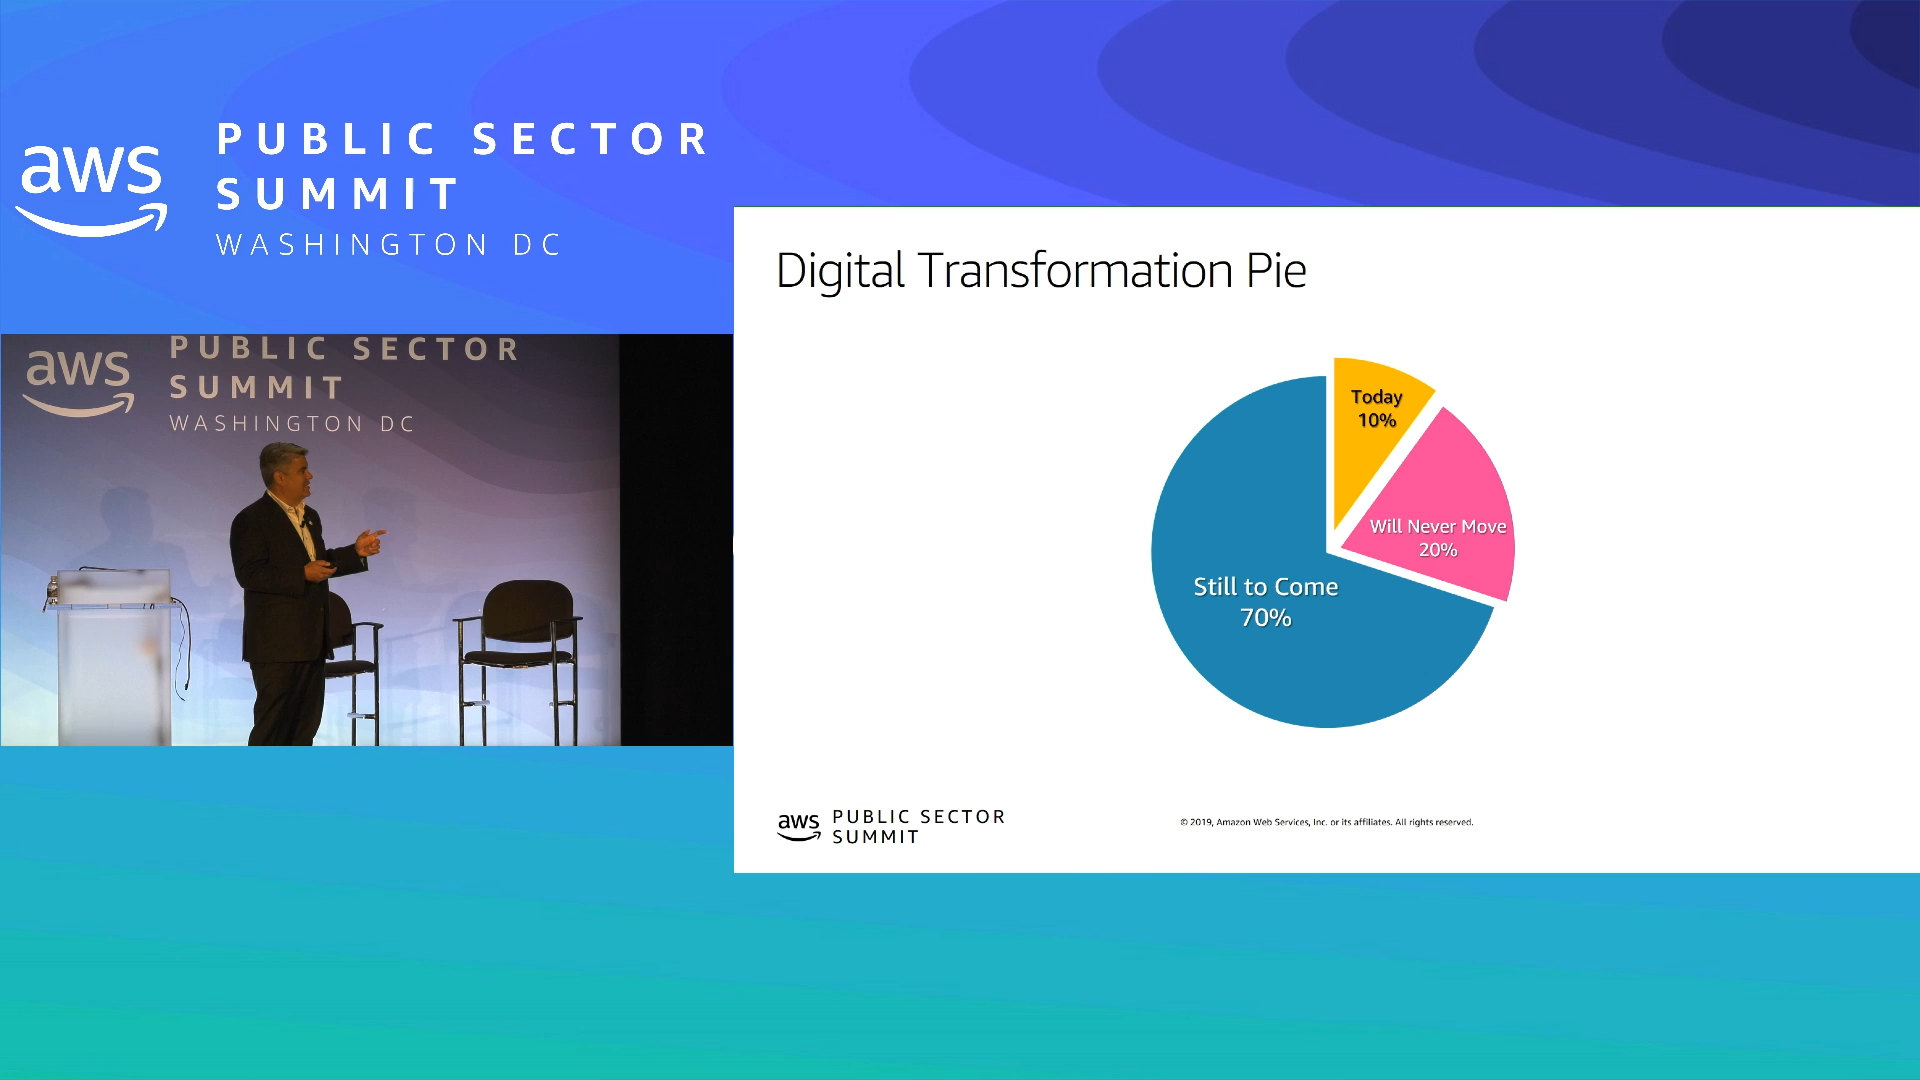 aws
PUBLIC SECTOR
SUMMIT
WASHINGTON DC
aws
PUBLIC SECTOR
SUMMIT
WASHINGTON DC
Digital Transformation Pie
Today
10%
Will Never Move
20%
Still to Come
70%
aws
PUBLIC SECTOR
SUMMIT
© 2019, Amazon Web Services, Inc. or its affiliates. All rights reserved.